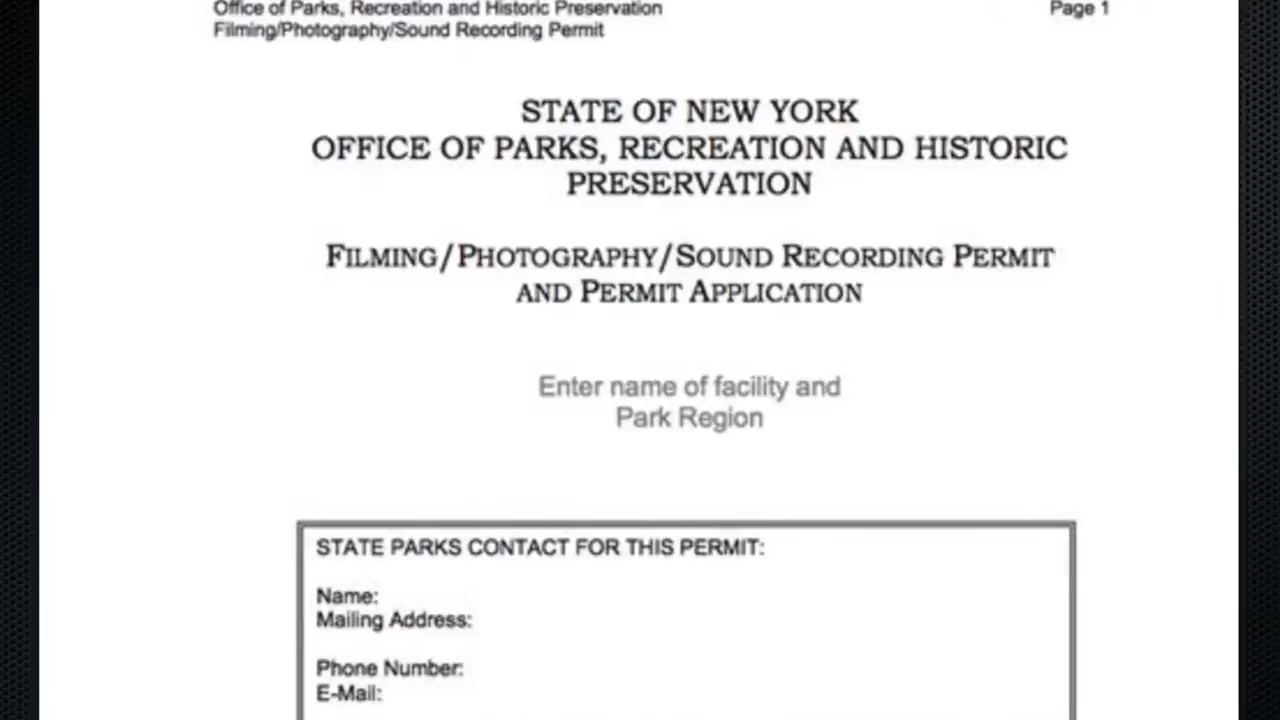 Office of Parks, Recreation and Historic Preservation
Page 1
Filming/Photography/Sound Recording Permit
STATE OF NEW YORK
OFFICE OF PARKS, RECREATION AND HISTORIC
PRESERVATION
FILMING/PHOTOGRAPHY/SOUND RECORDING PERMIT
AND PERMIT APPLICATION
Enter name of facility and
Park Region
STATE PARKS CONTACT FOR THIS PERMIT:
Name:
Mailing Address:
Phone Number:
E-Mail: